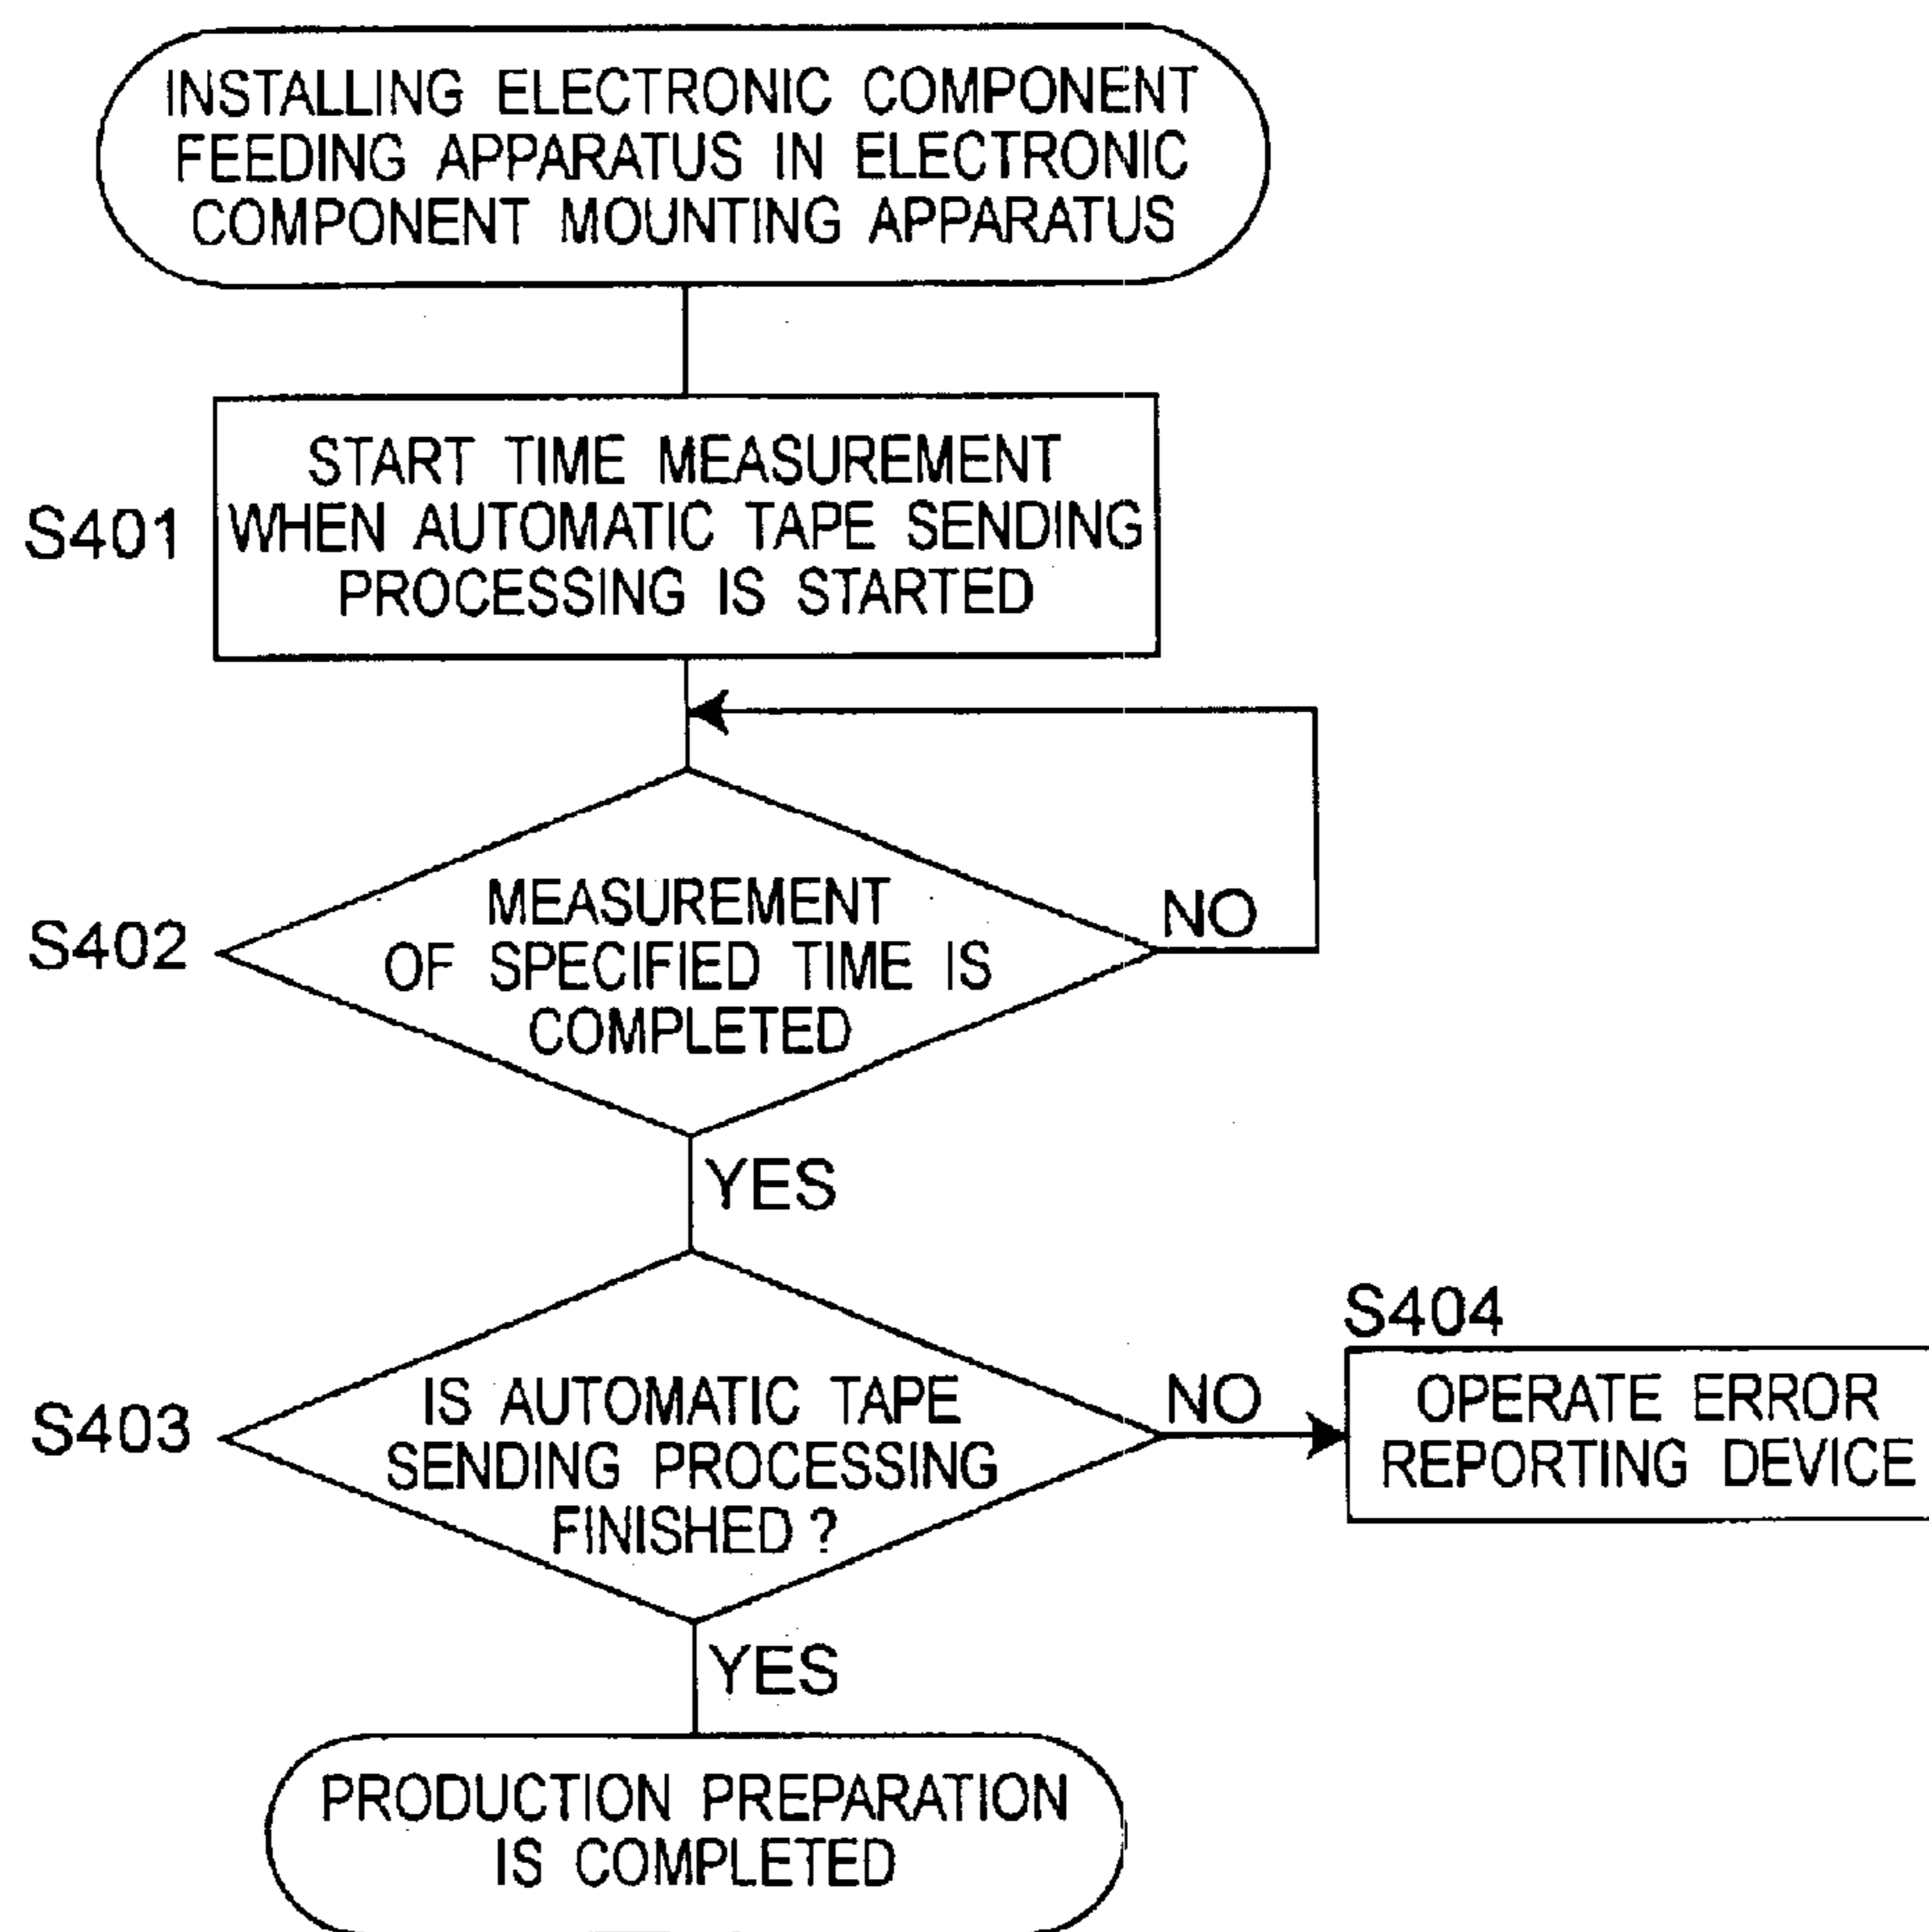 INSTALLING ELECTRONIC COMPONENT
FEEDING APPARATUS IN ELECTRONIC
COMPONENT MOUNTING APPARATUS
S401
START TIME MEASUREMENT
WHEN AUTOMATIC TAPE SENDING
PROCESSING IS STARTED
S402
MEASUREMENT
OF SPECIFIED TIME IS
COMPLETED
NO
YES
S403
IS AUTOMATIC TAPE
SENDING PROCESSING
FINISHED ?
NO
S404
OPERATE ERROR
REPORTING DEVICE
YES
PRODUCTION PREPARATION
IS COMPLETED